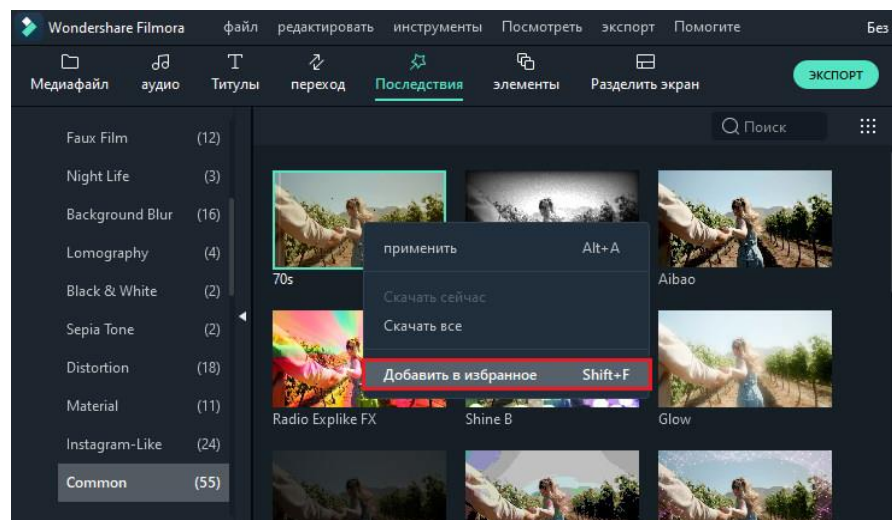 Wondershare Filmora файл редактировать инструменты Посмотреть экспорт Помогите Без
Медиафайл аудио Титулы переход Последствия элементы Разделить экран экспорт
Поиск
Faux Film (12)
Night Life (3)
Background Blur (16)
Lomography (4)
Black & White (2)
Sepia Tone (2)
Distortion (18)
Material (11)
Instagram-Like (24)
Common (55)
применить Alt+A
Скачать сейчас
Скачать все
Добавить в избранное Shift+F
70s Aibao
Radio Explike FX Shine B Glow